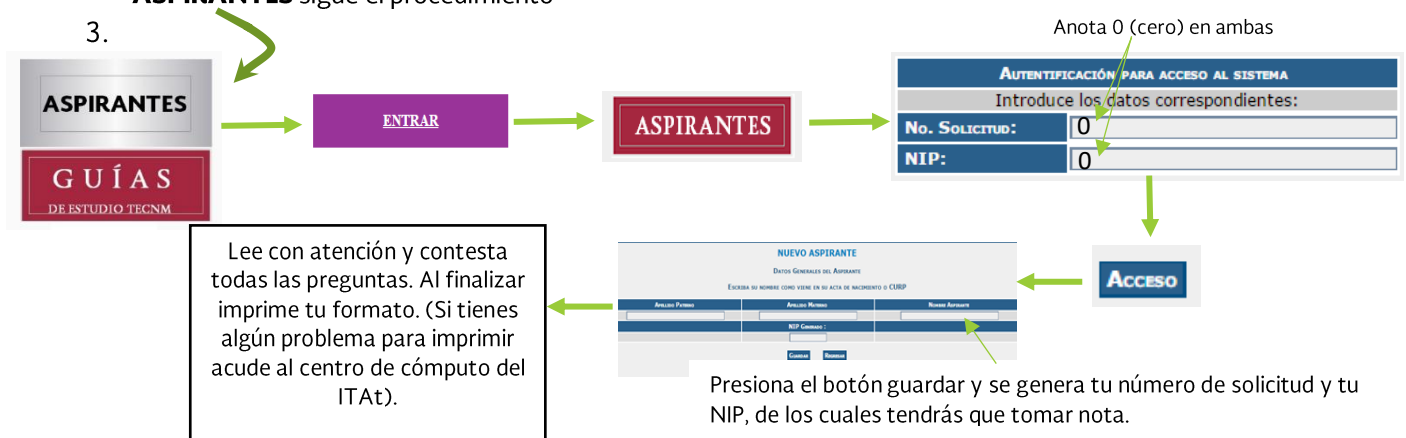 ASPIRANTES sigue el procedimiento
3.
Anota 0 (cero) en ambas
ASPIRANTES
GUÍAS
DE ESTUDIO TECNM
ENTRAR
ASPIRANTES
AUTENTIFICACIÓN PARA ACCESO AL SISTEMA
Introduce los datos correspondientes:
NO. SOLICITUD: 0
NIP: 0
ACCESO
NUEVO ASPIRANTE
DATOS GENERALES DEL ASPIRANTE
ESCRIBA SU NOMBRE COMO VIENE EN SU ACTA DE NACIMIENTO O CURP
APELLIDO PATERNO APELLIDO MATERNO NOMBRE ASPIRANTE
NIP GENERADO :
GUARDAR REGRESAR
Presiona el botón guardar y se genera tu número de solicitud y tu
NIP, de los cuales tendrás que tomar nota.
Lee con atención y contesta
todas las preguntas. Al finalizar
imprime tu formato. (Si tienes
algún problema para imprimir
acude al centro de cómputo del
ITAt).